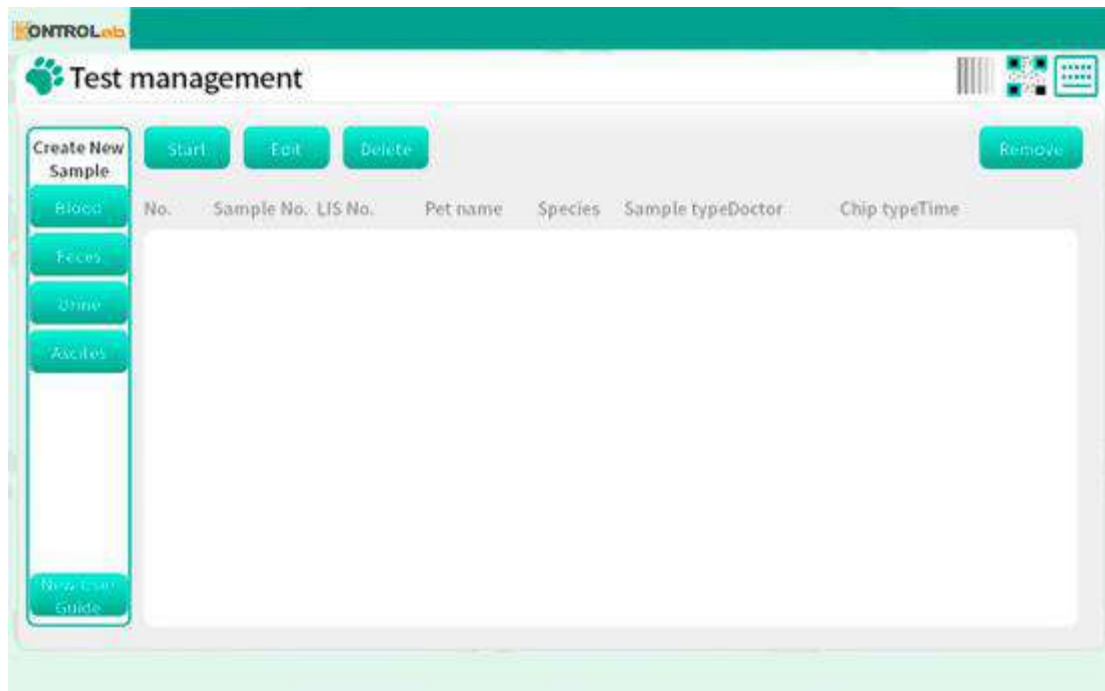 KONTROLab
Test management
Create New
Sample
Start Edit Delete Remove
Blood
Feces
Urine
Ascites
No. Sample No. LIS No. Pet name Species Sample typeDoctor Chip typeTime
New User
Guide